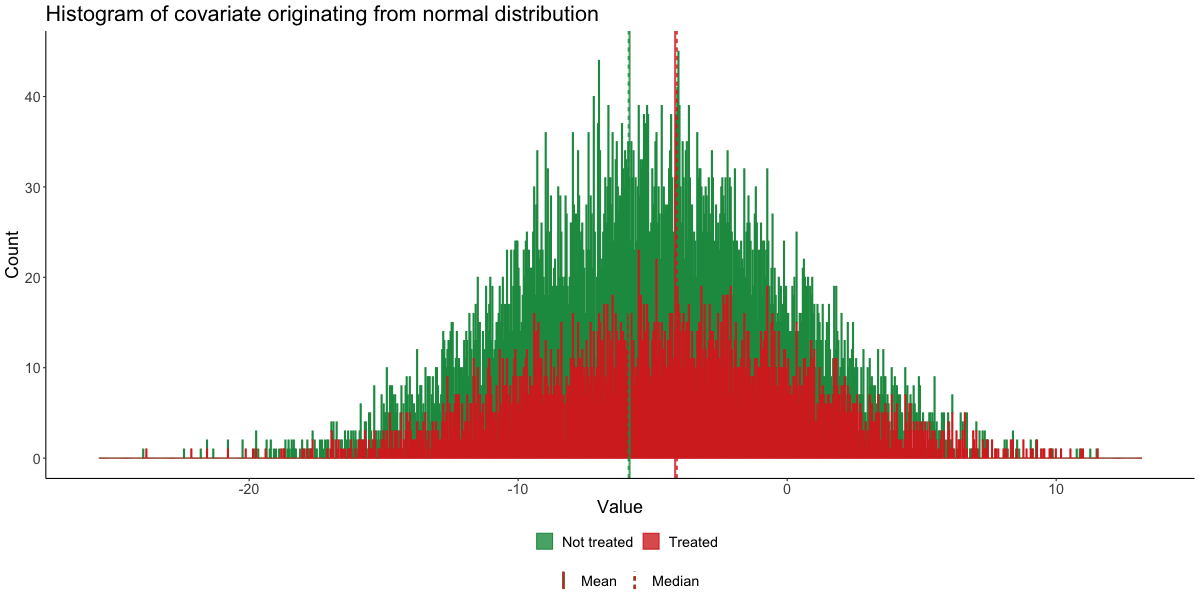 Histogram of covariate originating from normal distribution
Count
40
30
20
10
0
-20 -10 0 10
Value
Not treated Treated
Mean Median